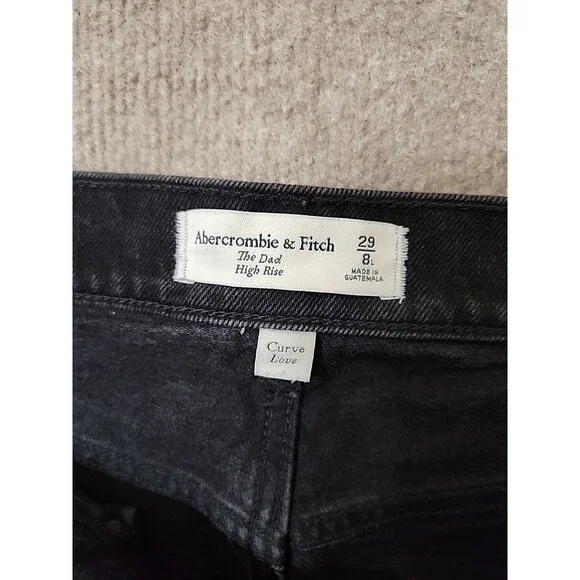 Abercrombie & Fitch
The Dad
High Rise
29
8L
MADE IN
GUATEMALA
Curve
Love